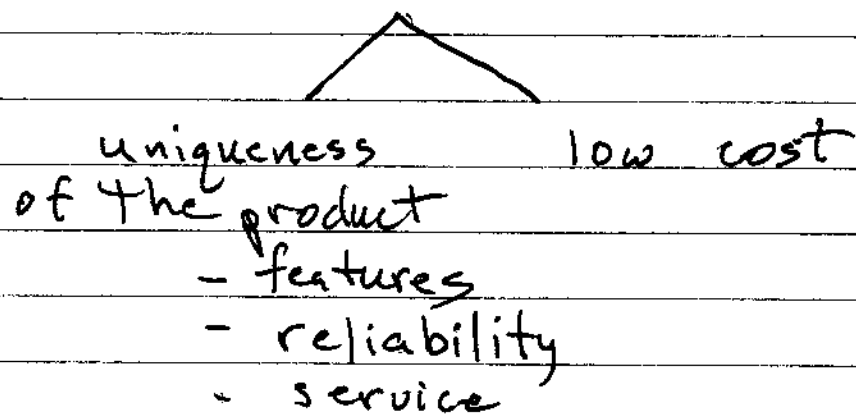 uniqueness low cost
of the product
- features
- reliability
- service